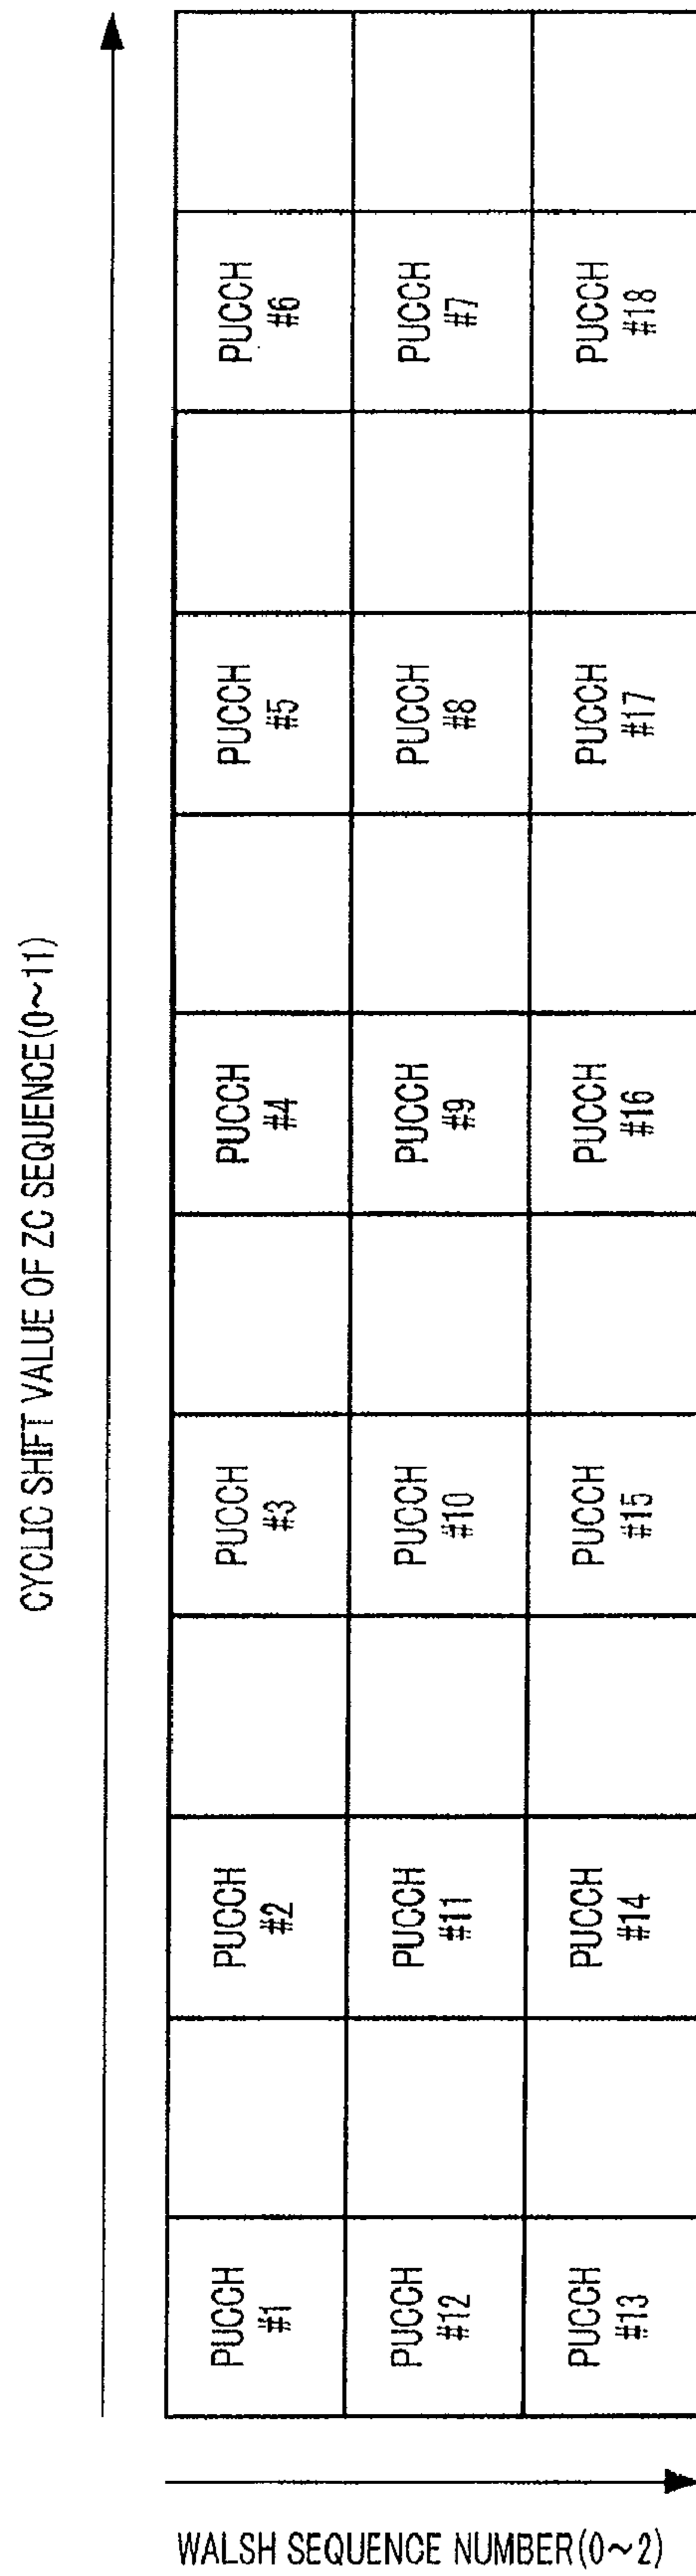 CYCLIC SHIFT VALUE OF ZC SEQUENCE(0~11)
WALSH SEQUENCE NUMBER(0~2)
PUCCH
#1
PUCCH
#2
PUCCH
#3
PUCCH
#4
PUCCH
#5
PUCCH
#6
PUCCH
#12
PUCCH
#11
PUCCH
#10
PUCCH
#9
PUCCH
#8
PUCCH
#7
PUCCH
#13
PUCCH
#14
PUCCH
#15
PUCCH
#16
PUCCH
#17
PUCCH
#18